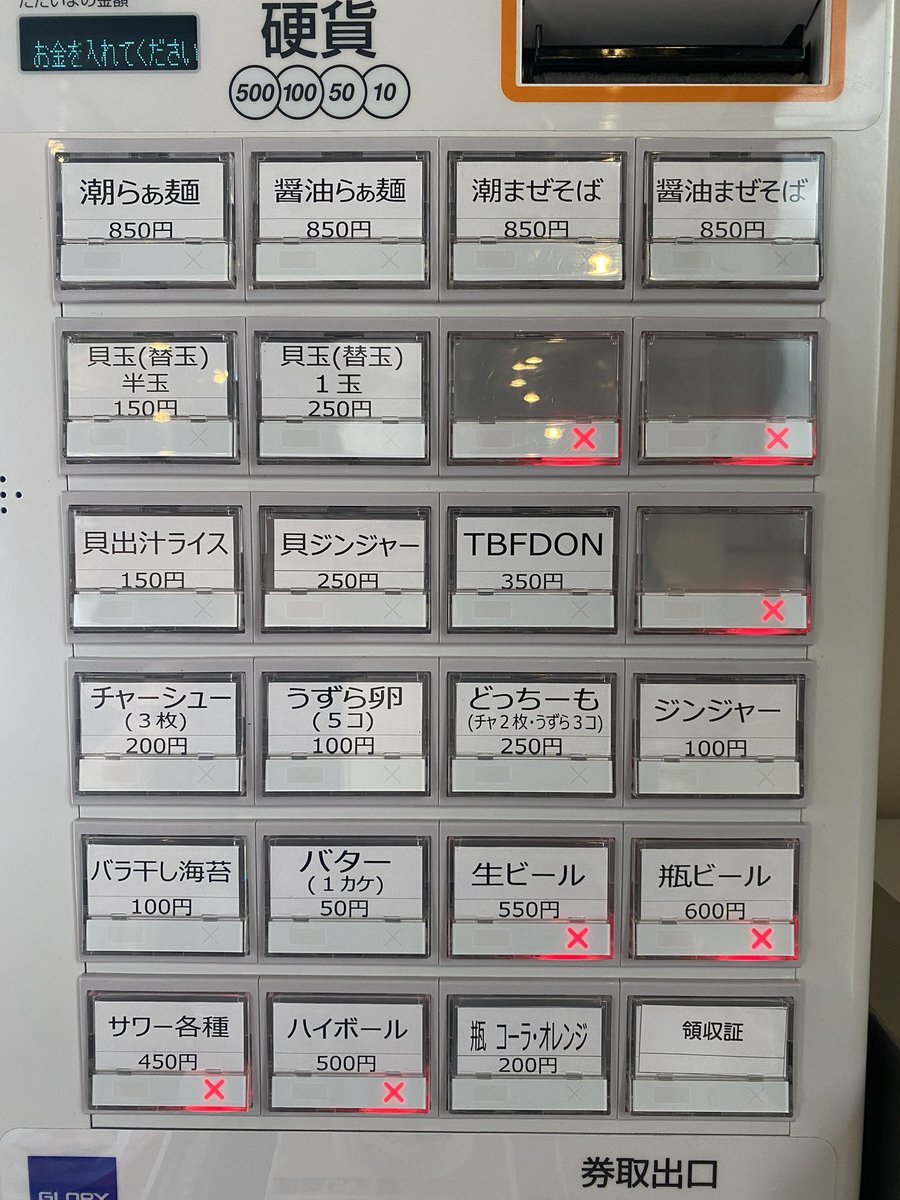 ただいまの金額
お金を入れてください
硬貨
500 100 50 10
潮らぁ麺
850円
醤油らぁ麺
850円
潮まぜそば
850円
醤油まぜそば
850円
貝玉(替玉)
半玉
150円
貝玉(替玉)
1玉
250円
貝出汁ライス
150円
貝ジンジャー
250円
TBFDON
350円
チャーシュー
(3枚)
200円
うずら卵
(5コ)
100円
どっちーも
(チャ2枚・うずら3コ)
250円
ジンジャー
100円
バラ干し海苔
100円
バター
(1カケ)
50円
生ビール
550円
瓶ビール
600円
サワー各種
450円
ハイボール
500円
瓶 コーラ・オレンジ
200円
領収証
GLORY
券取出口